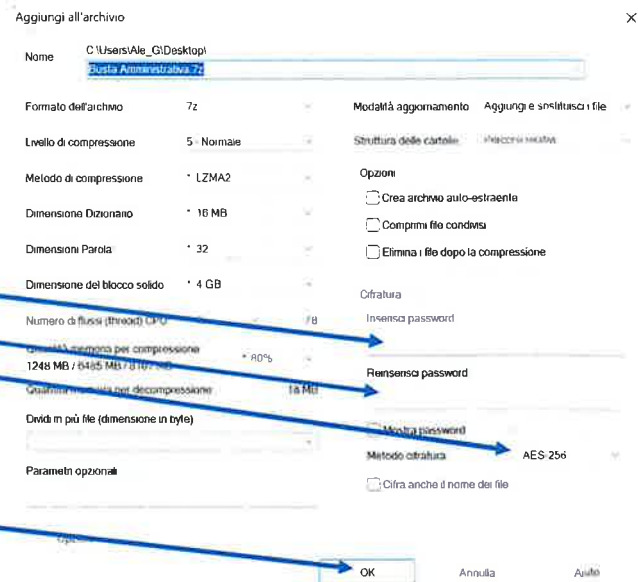 Aggiungi all'archivio
Nome C:\Users\Ale_G\Desktop\
Busta Amministrativa.7z
Formato dell'archivio 7z
Livello di compressione 5 - Normale
Metodo di compressione * LZMA2
Dimensione Dizionario * 16 MB
Dimensioni Parola * 32
Dimensione del blocco solido * 4 GB
Numero di flussi (thread) CPU / 8
Quantità memoria per compressione
1248 MB / 6485 MB / * 80%
Quantità memoria per decompressione 18 MB
Dividi in più file (dimensione in byte)
Parametri opzionali
Modalità aggiornamento Aggiungi e sostituisci i file
Struttura delle cartelle
Opzioni
Crea archivio auto-estraente
Comprimi file condivisi
Elimina i file dopo la compressione
Cifratura
Inserisci password
Reinserisci password
Mostra password
Metodo cifratura AES-256
Cifra anche il nome dei file
OK Annulla Aiuto